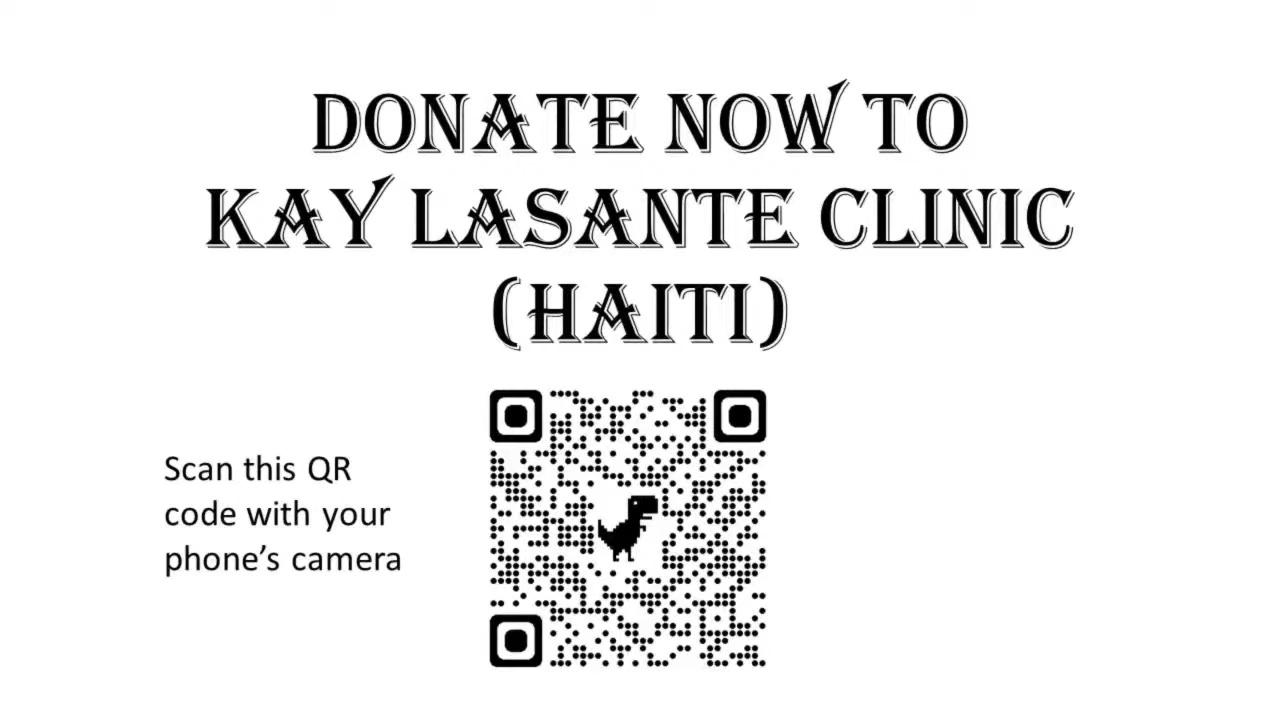 DONATE NOW TO
KAY LASANTE CLINIC
(HAITI)
Scan this QR
code with your
phone’s camera